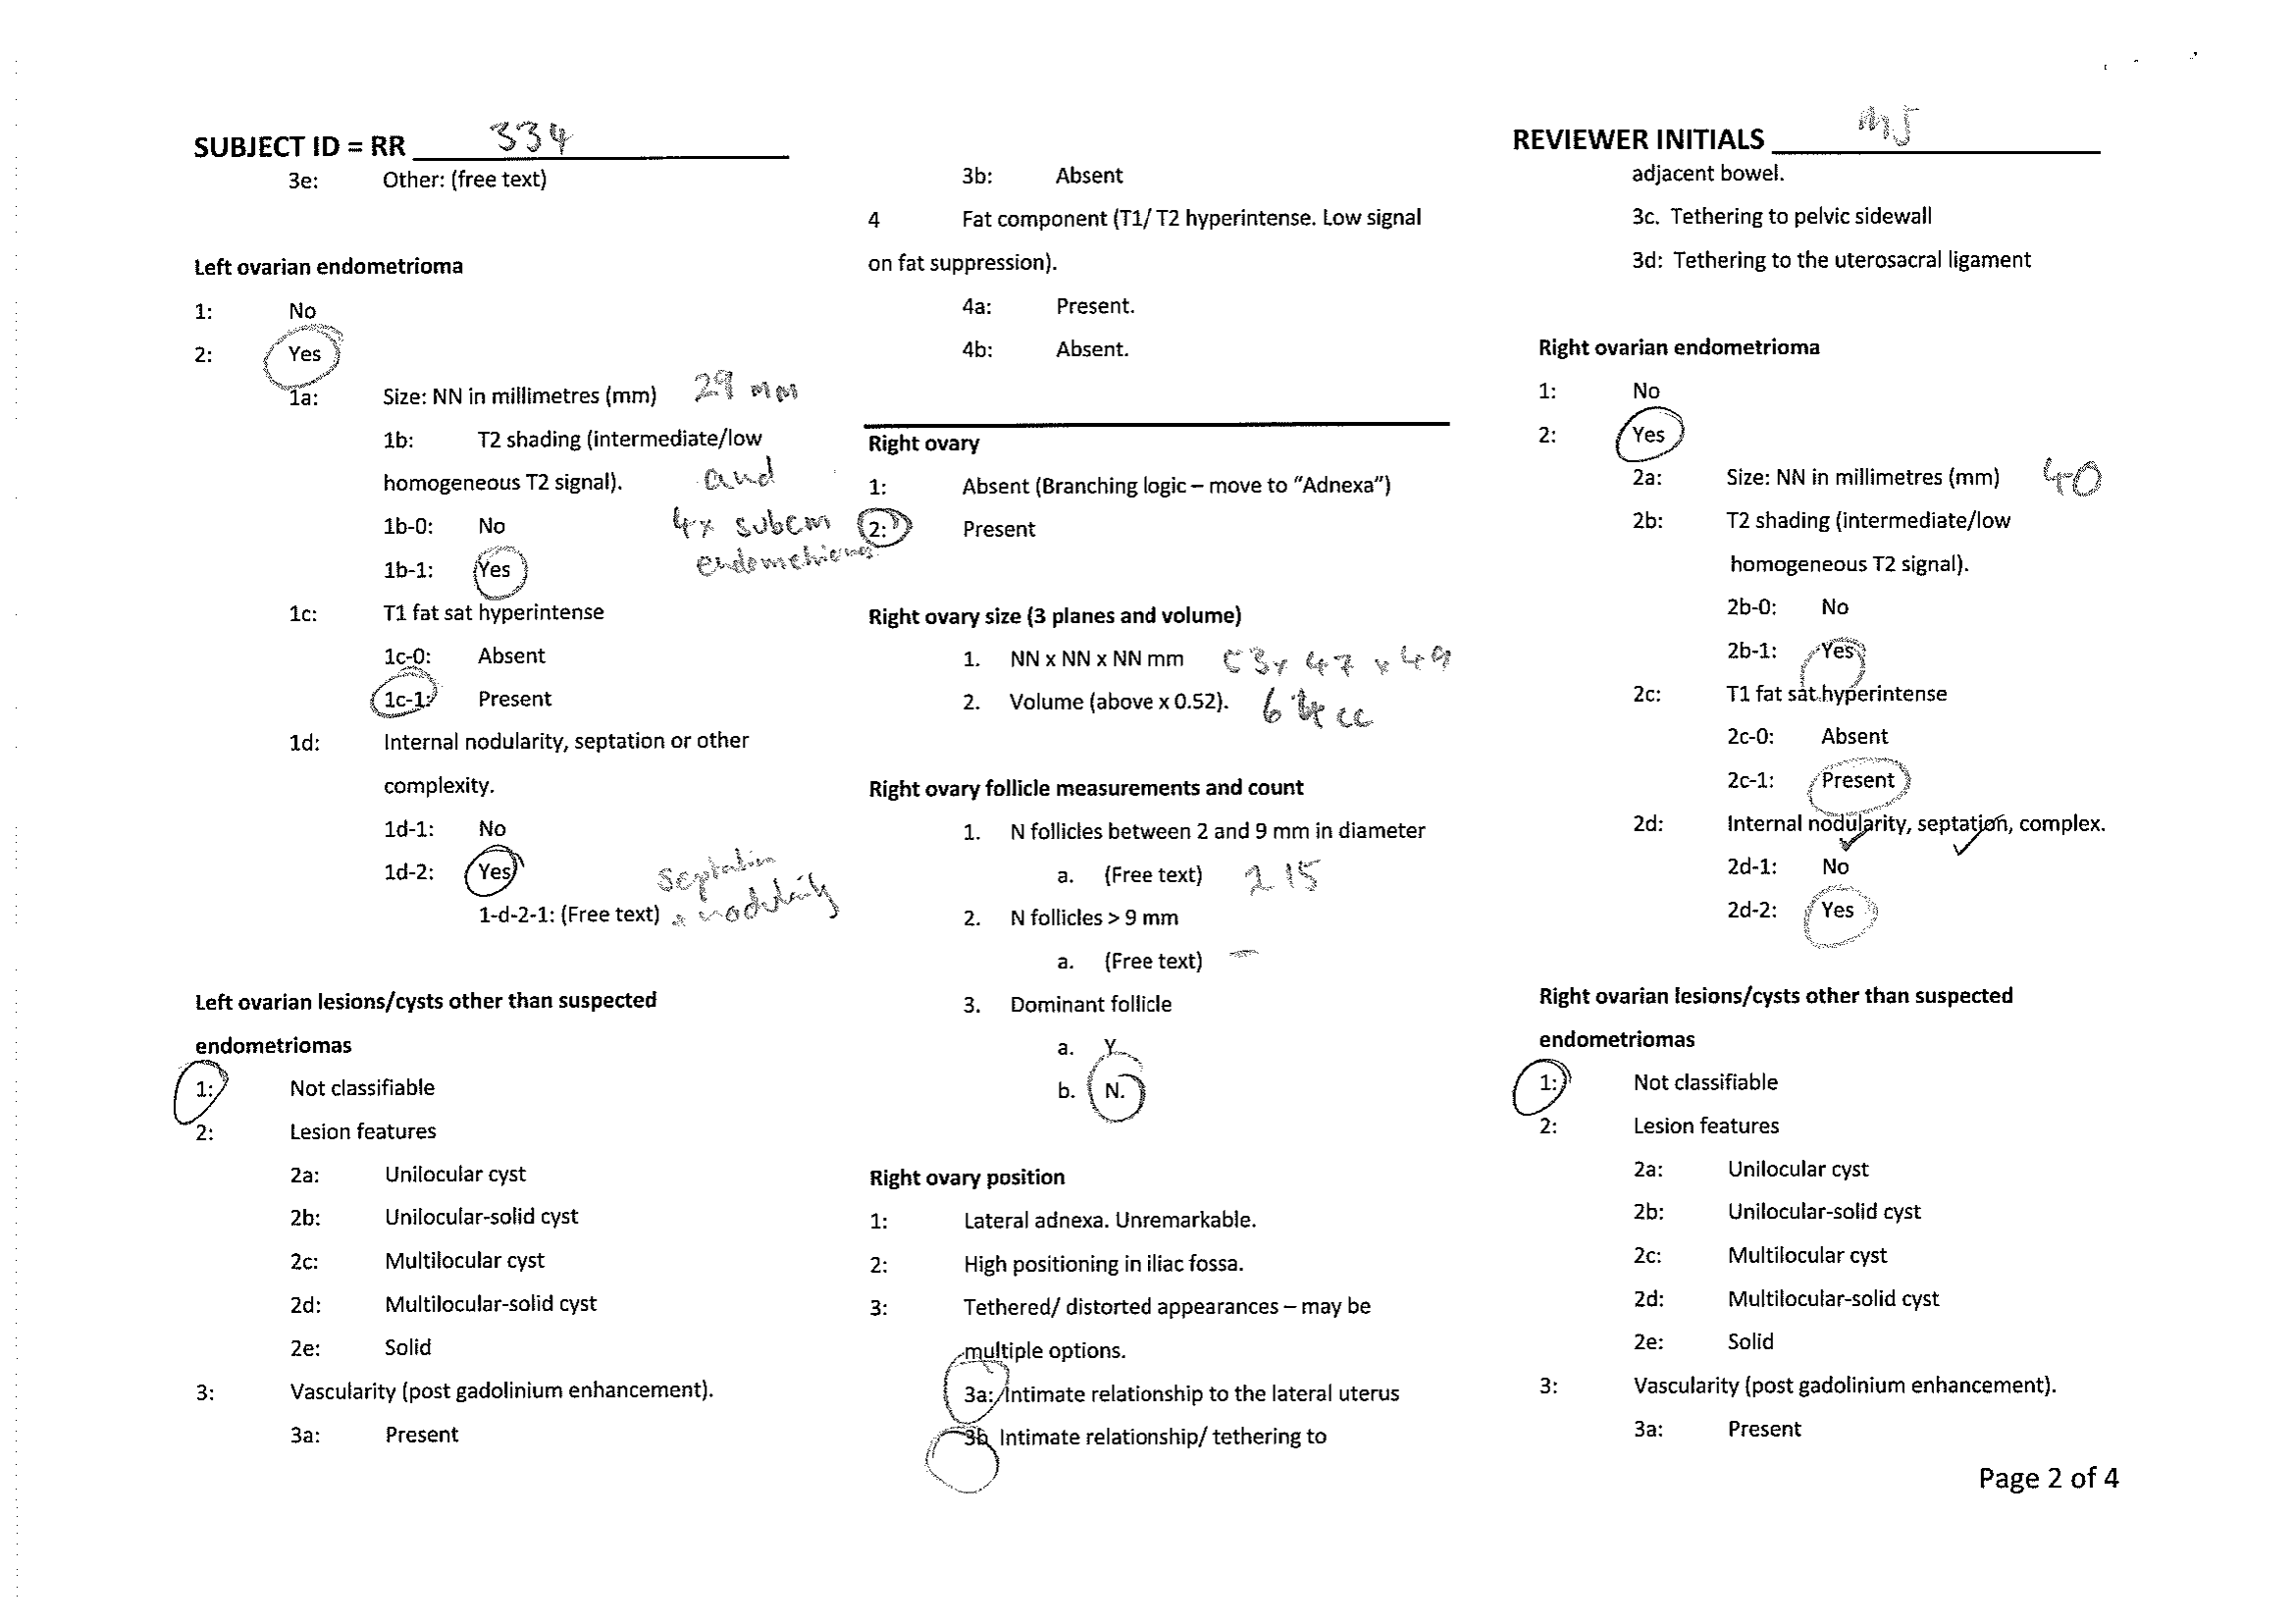 SUBJECT ID = RR 334
3e: Other: (free text)
Left ovarian endometrioma
1: No
2: Yes
1a: Size: NN in millimetres (mm) 29 mm
1b: T2 shading (intermediate/low
homogeneous T2 signal). and
1b-0: No 4x subcm
1b-1: Yes endometriomas
1c: T1 fat sat hyperintense
1c-0: Absent
1c-1: Present
1d: Internal nodularity, septation or other
complexity.
1d-1: No
1d-2: Yes septation
1-d-2-1: (Free text) + nodularity
Left ovarian lesions/cysts other than suspected
endometriomas
1: Not classifiable
2: Lesion features
2a: Unilocular cyst
2b: Unilocular-solid cyst
2c: Multilocular cyst
2d: Multilocular-solid cyst
2e: Solid
3: Vascularity (post gadolinium enhancement).
3a: Present
3b: Absent
4 Fat component (T1/ T2 hyperintense. Low signal
on fat suppression).
4a: Present.
4b: Absent.
Right ovary
1: Absent (Branching logic – move to “Adnexa”)
2: Present
Right ovary size (3 planes and volume)
1. NN x NN x NN mm 53x 47 x 49
2. Volume (above x 0.52). 64 cc
Right ovary follicle measurements and count
1. N follicles between 2 and 9 mm in diameter
a. (Free text) 15
2. N follicles > 9 mm
a. (Free text) –
3. Dominant follicle
a. Y
b. N.
Right ovary position
1: Lateral adnexa. Unremarkable.
2: High positioning in iliac fossa.
3: Tethered/ distorted appearances – may be
multiple options.
3a: Intimate relationship to the lateral uterus
3b Intimate relationship/ tethering to
REVIEWER INITIALS MJ
adjacent bowel.
3c. Tethering to pelvic sidewall
3d: Tethering to the uterosacral ligament
Right ovarian endometrioma
1: No
2: Yes
2a: Size: NN in millimetres (mm) 40
2b: T2 shading (intermediate/low
homogeneous T2 signal).
2b-0: No
2b-1: Yes
2c: T1 fat sat hyperintense
2c-0: Absent
2c-1: Present
2d: Internal nodularity, septation, complex.
2d-1: No
2d-2: Yes
Right ovarian lesions/cysts other than suspected
endometriomas
1: Not classifiable
2: Lesion features
2a: Unilocular cyst
2b: Unilocular-solid cyst
2c: Multilocular cyst
2d: Multilocular-solid cyst
2e: Solid
3: Vascularity (post gadolinium enhancement).
3a: Present
Page 2 of 4